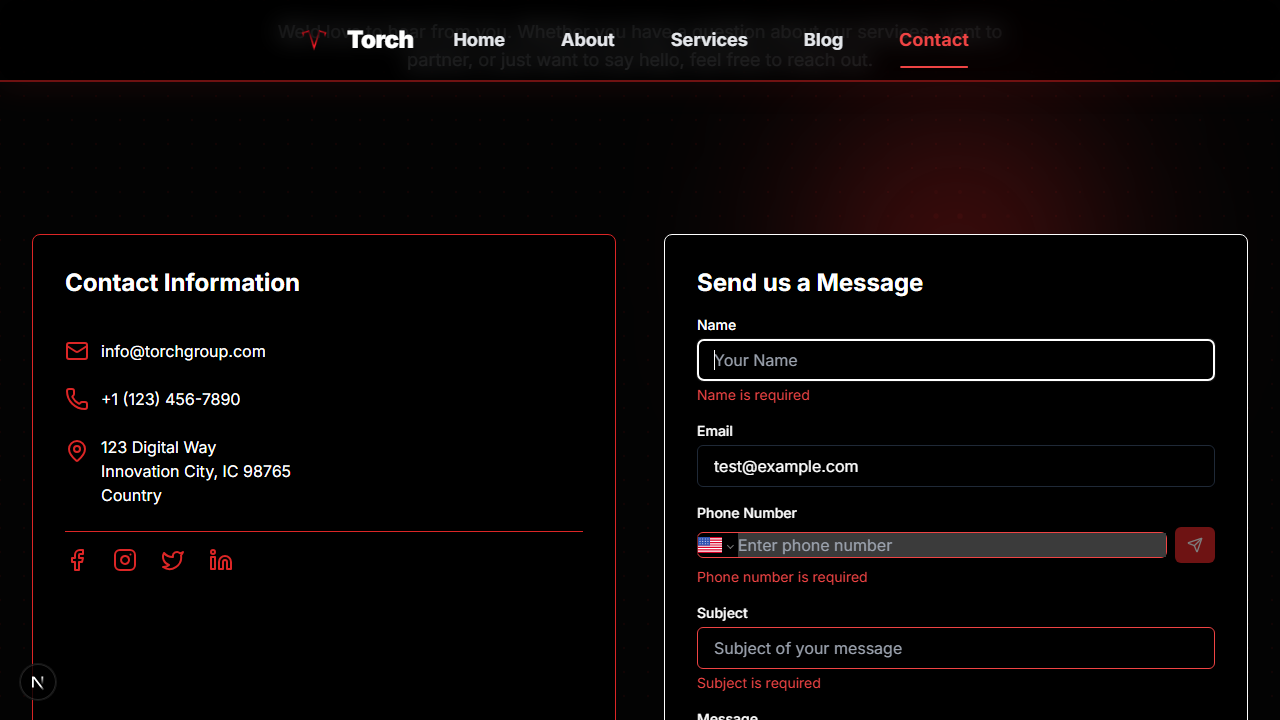 We'd love to hear from you. Whether you have a question about our services, want to
partner, or just want to say hello, feel free to reach out.
Torch Home About Services Blog Contact
Contact Information
info@torchgroup.com
+1 (123) 456-7890
123 Digital Way
Innovation City, IC 98765
Country
Send us a Message
Name
Your Name
Name is required
Email
test@example.com
Phone Number
Enter phone number
Phone number is required
Subject
Subject of your message
Subject is required
Message
N